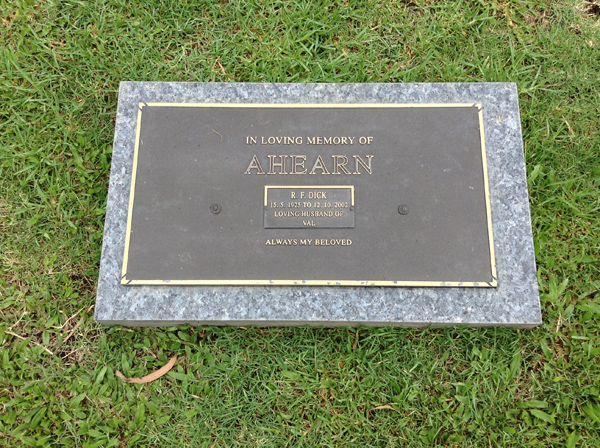 IN LOVING MEMORY OF
AHEARN
R. F. DICK
15. 5. 1925 TO 12. 10. 2002
LOVING HUSBAND OF
VAL
ALWAYS MY BELOVED